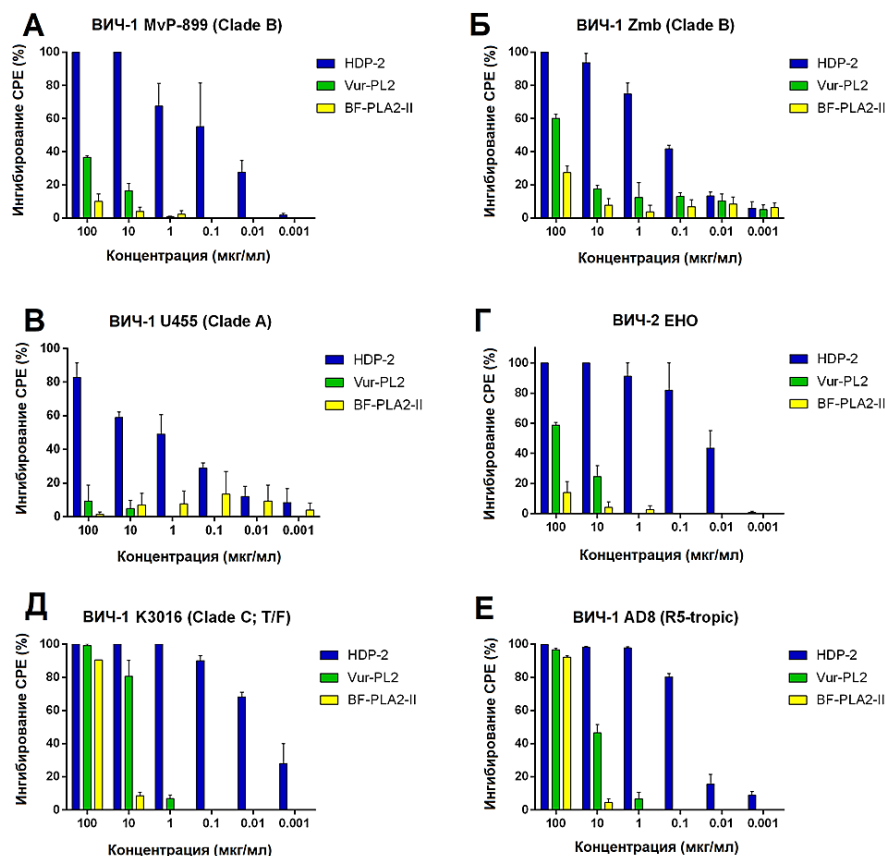 А
ВИЧ-1 MvP-899 (Clade B)
Ингибирование CPE (%)
100
80
60
40
20
0
HDP-2
Vur-PL2
BF-PLA2-II
100 10 1 0.1 0.01 0.001
Концентрация (мкг/мл)
Б
ВИЧ-1 Zmb (Clade B)
Ингибирование CPE (%)
100
80
60
40
20
0
HDP-2
Vur-PL2
BF-PLA2-II
100 10 1 0.1 0.01 0.001
Концентрация (мкг/мл)
В
ВИЧ-1 U455 (Clade A)
Ингибирование CPE (%)
100
80
60
40
20
0
HDP-2
Vur-PL2
BF-PLA2-II
100 10 1 0.1 0.01 0.001
Концентрация (мкг/мл)
Г
ВИЧ-2 EHO
Ингибирование CPE (%)
100
80
60
40
20
0
HDP-2
Vur-PL2
BF-PLA2-II
100 10 1 0.1 0.01 0.001
Концентрация (мкг/мл)
Д
ВИЧ-1 K3016 (Clade C; T/F)
Ингибирование CPE (%)
100
80
60
40
20
0
HDP-2
Vur-PL2
BF-PLA2-II
100 10 1 0.1 0.01 0.001
Концентрация (мкг/мл)
Е
ВИЧ-1 AD8 (R5-tropic)
Ингибирование CPE (%)
100
80
60
40
20
0
HDP-2
Vur-PL2
BF-PLA2-II
100 10 1 0.1 0.01 0.001
Концентрация (мкг/мл)